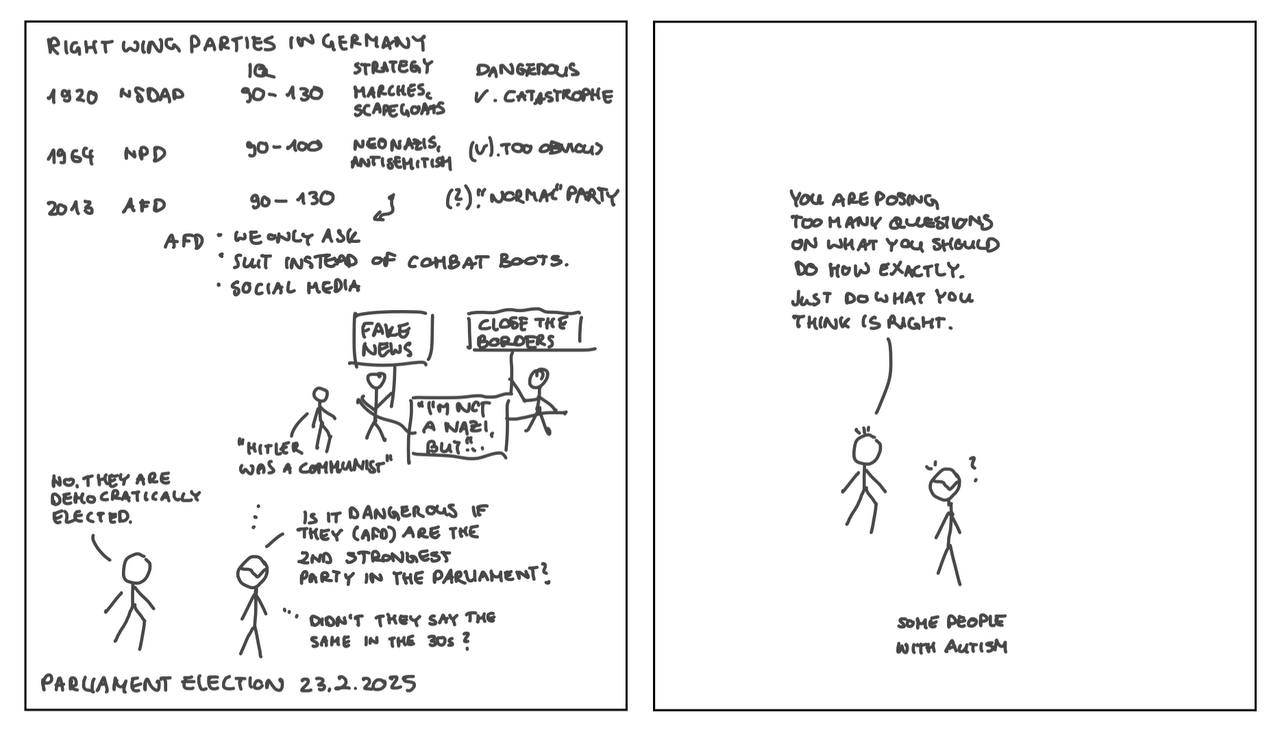 RIGHT WING PARTIES IN GERMANY
IQ STRATEGY DANGEROUS
1920 NSDAP 90-130 MARCHES, SCAPEGOATS V. CATASTROPHE
1964 NPD 90-100 NEONAZIS, ANTISEMITISM (V). TOO OBVIOUS
2013 AFD 90-130 (?). "NORMAL" PARTY
AFD • WE ONLY ASK
• SUIT INSTEAD OF COMBAT BOOTS.
• SOCIAL MEDIA
FAKE
NEWS
CLOSE THE
BORDERS
"I'M NOT
A NAZI,
BUT"...
"HITLER
WAS A COMMUNIST"
NO, THEY ARE
DEMOCRATICALLY
ELECTED.
IS IT DANGEROUS IF
THEY (AFD) ARE THE
2ND STRONGEST
PARTY IN THE PARLIAMENT?
DIDN'T THEY SAY THE
SAME IN THE 30s?
PARLIAMENT ELECTION 23.2.2025
YOU ARE POSING
TOO MANY QUESTIONS
ON WHAT YOU SHOULD
DO HOW EXACTLY.
JUST DO WHAT YOU
THINK IS RIGHT.
?
SOME PEOPLE
WITH AUTISM